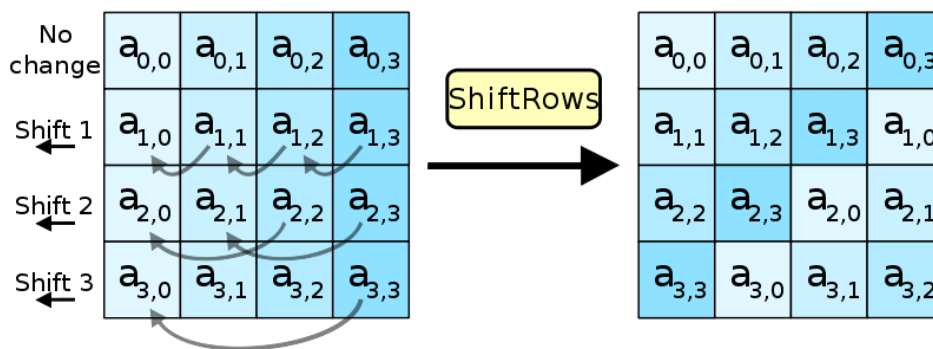 No change a0,0 a0,1 a0,2 a0,3 a0,0 a0,1 a0,2 a0,3
ShiftRows
Shift 1 a1,0 a1,1 a1,2 a1,3 a1,1 a1,2 a1,3 a1,0
Shift 2 a2,0 a2,1 a2,2 a2,3 a2,2 a2,3 a2,0 a2,1
Shift 3 a3,0 a3,1 a3,2 a3,3 a3,3 a3,0 a3,1 a3,2